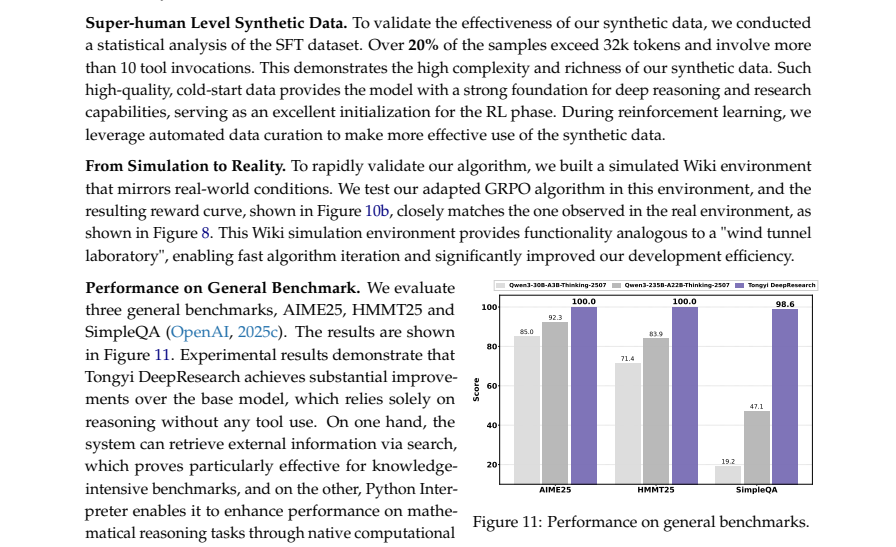 Super-human Level Synthetic Data. To validate the effectiveness of our synthetic data, we conducted
a statistical analysis of the SFT dataset. Over 20% of the samples exceed 32k tokens and involve more
than 10 tool invocations. This demonstrates the high complexity and richness of our synthetic data. Such
high-quality, cold-start data provides the model with a strong foundation for deep reasoning and research
capabilities, serving as an excellent initialization for the RL phase. During reinforcement learning, we
leverage automated data curation to make more effective use of the synthetic data.
From Simulation to Reality. To rapidly validate our algorithm, we built a simulated Wiki environment
that mirrors real-world conditions. We test our adapted GRPO algorithm in this environment, and the
resulting reward curve, shown in Figure 10b, closely matches the one observed in the real environment, as
shown in Figure 8. This Wiki simulation environment provides functionality analogous to a "wind tunnel
laboratory", enabling fast algorithm iteration and significantly improved our development efficiency.
Performance on General Benchmark. We evaluate
three general benchmarks, AIME25, HMMT25 and
SimpleQA (OpenAI, 2025c). The results are shown
in Figure 11. Experimental results demonstrate that
Tongyi DeepResearch achieves substantial improve-
ments over the base model, which relies solely on
reasoning without any tool use. On one hand, the
system can retrieve external information via search,
which proves particularly effective for knowledge-
intensive benchmarks, and on the other, Python Inter-
preter enables it to enhance performance on mathe-
matical reasoning tasks through native computational
Qwen3-30B-A3B-Thinking-2507 Qwen3-235B-A22B-Thinking-2507 Tongyi DeepResearch
Score
100
80
60
40
20
85.0 92.3 100.0
71.4 83.9 100.0
19.2 47.1 98.6
AIME25 HMMT25 SimpleQA
Figure 11: Performance on general benchmarks.